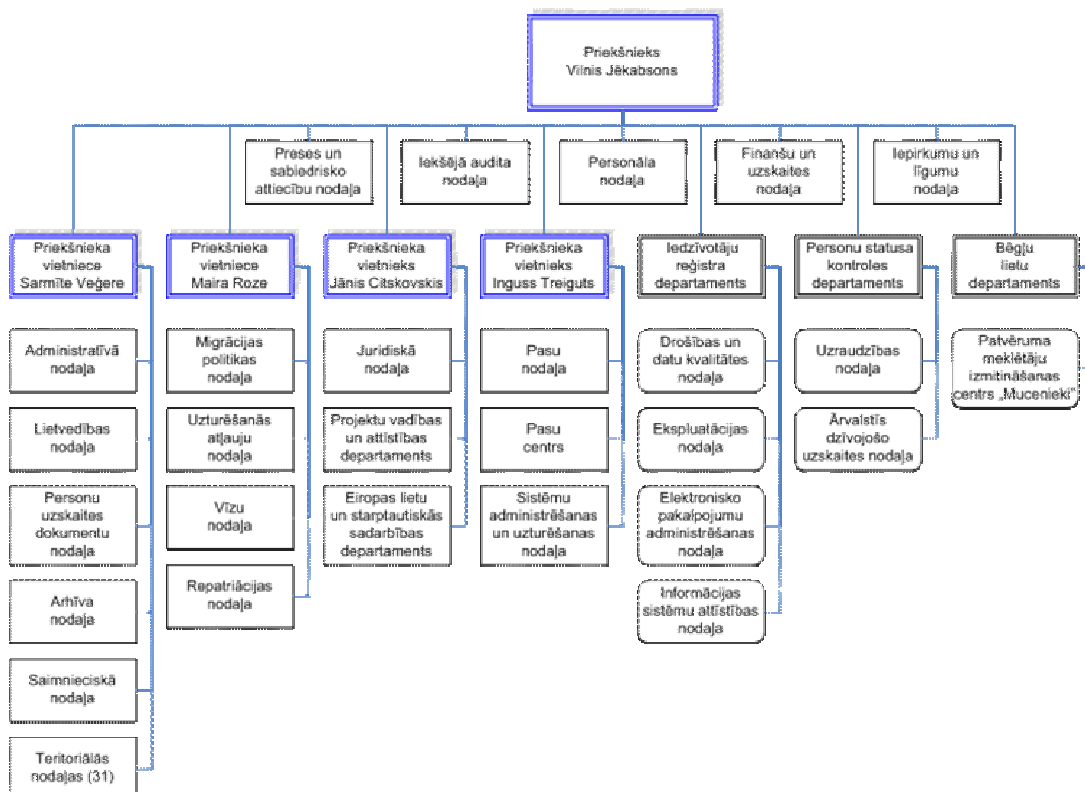 Priekšnieks
Vilnis Jēkabsons
Preses un
sabiedrisko
attiecību nodaļa
Iekšējā audita
nodaļa
Personāla
nodaļa
Finanšu un
uzskaites
nodaļa
Iepirkumu un
līgumu
nodaļa
Priekšnieka
vietniece
Sarmīte Veģere
Priekšnieka
vietniece
Maira Roze
Priekšnieka
vietnieks
Jānis Citskovskis
Priekšnieka
vietnieks
Inguss Treiguts
Iedzīvotāju
reģistra
departaments
Personu statusa
kontroles
departaments
Bēgļu
lietu
departaments
Administratīvā
nodaļa
Migrācijas
politikas
nodaļa
Juridiskā
nodaļa
Pasu
nodaļa
Drošības un
datu kvalitātes
nodaļa
Uzraudzības
nodaļa
Patvēruma
meklētāju
izmitināšanas
centrs „Mucenieki"
Lietvedības
nodaļa
Uzturēšanās
atļauju
nodaļa
Projektu vadības
un attīstības
departaments
Pasu
centrs
Ekspluatācijas
nodaļa
Ārvalstīs
dzīvojošo
uzskaites nodaļa
Personu
uzskaites
dokumentu
nodaļa
Vīzu
nodaļa
Eiropas lietu
un starptautiskās
sadarbības
departaments
Sistēmu
administrēšanas
un uzturēšanas
nodaļa
Elektronisko
pakalpojumu
administrēšanas
nodaļa
Arhīva
nodaļa
Repatriācijas
nodaļa
Informācijas
sistēmu attīstības
nodaļa
Saimnieciskā
nodaļa
Teritoriālās
nodaļas (31)